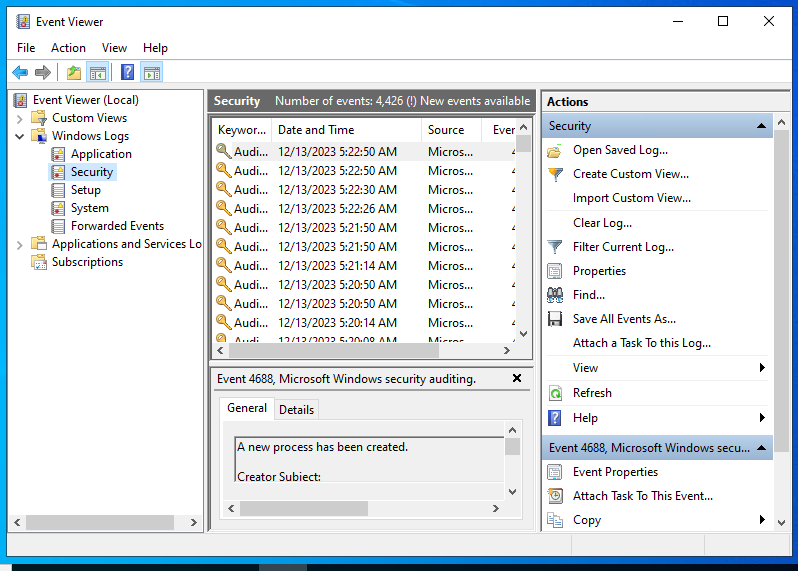 Event Viewer
File Action View Help
Event Viewer (Local)
Custom Views
Windows Logs
Application
Security
Setup
System
Forwarded Events
Applications and Services Lo
Subscriptions
Security Number of events: 4,426 (!) New events available
Keywor... Date and Time Source Even
Audi... 12/13/2023 5:22:50 AM Micros... 4
Audi... 12/13/2023 5:22:50 AM Micros... 4
Audi... 12/13/2023 5:22:30 AM Micros... 4
Audi... 12/13/2023 5:22:26 AM Micros... 4
Audi... 12/13/2023 5:21:50 AM Micros... 4
Audi... 12/13/2023 5:21:50 AM Micros... 4
Audi... 12/13/2023 5:21:14 AM Micros... 4
Audi... 12/13/2023 5:20:50 AM Micros... 4
Audi... 12/13/2023 5:20:50 AM Micros... 4
Audi... 12/13/2023 5:20:14 AM Micros... 4
Audi... 12/13/2023 5:20:08 AM Micros...
Event 4688, Microsoft Windows security auditing.
General Details
A new process has been created.
Creator Subject:
Actions
Security
Open Saved Log...
Create Custom View...
Import Custom View...
Clear Log...
Filter Current Log...
Properties
Find...
Save All Events As...
Attach a Task To this Log...
View
Refresh
Help
Event 4688, Microsoft Windows secu...
Event Properties
Attach Task To This Event...
Copy